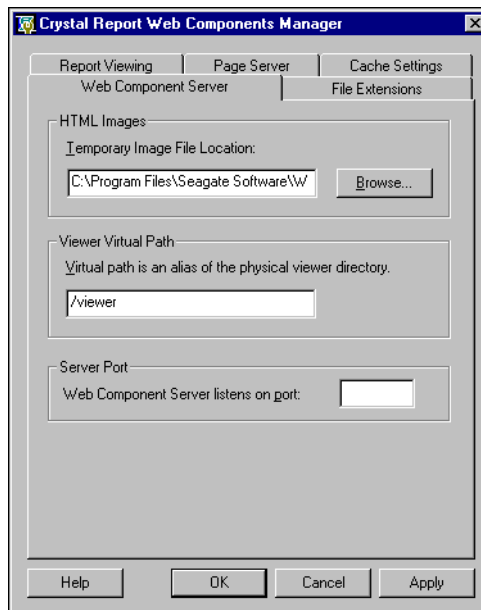 Crystal Report Web Components Manager
Report Viewing Page Server Cache Settings
Web Component Server File Extensions
HTML Images
Temporary Image File Location:
C:\Program Files\Seagate Software\W Browse...
Viewer Virtual Path
Virtual path is an alias of the physical viewer directory.
/viewer
Server Port
Web Component Server listens on port:
Help OK Cancel Apply